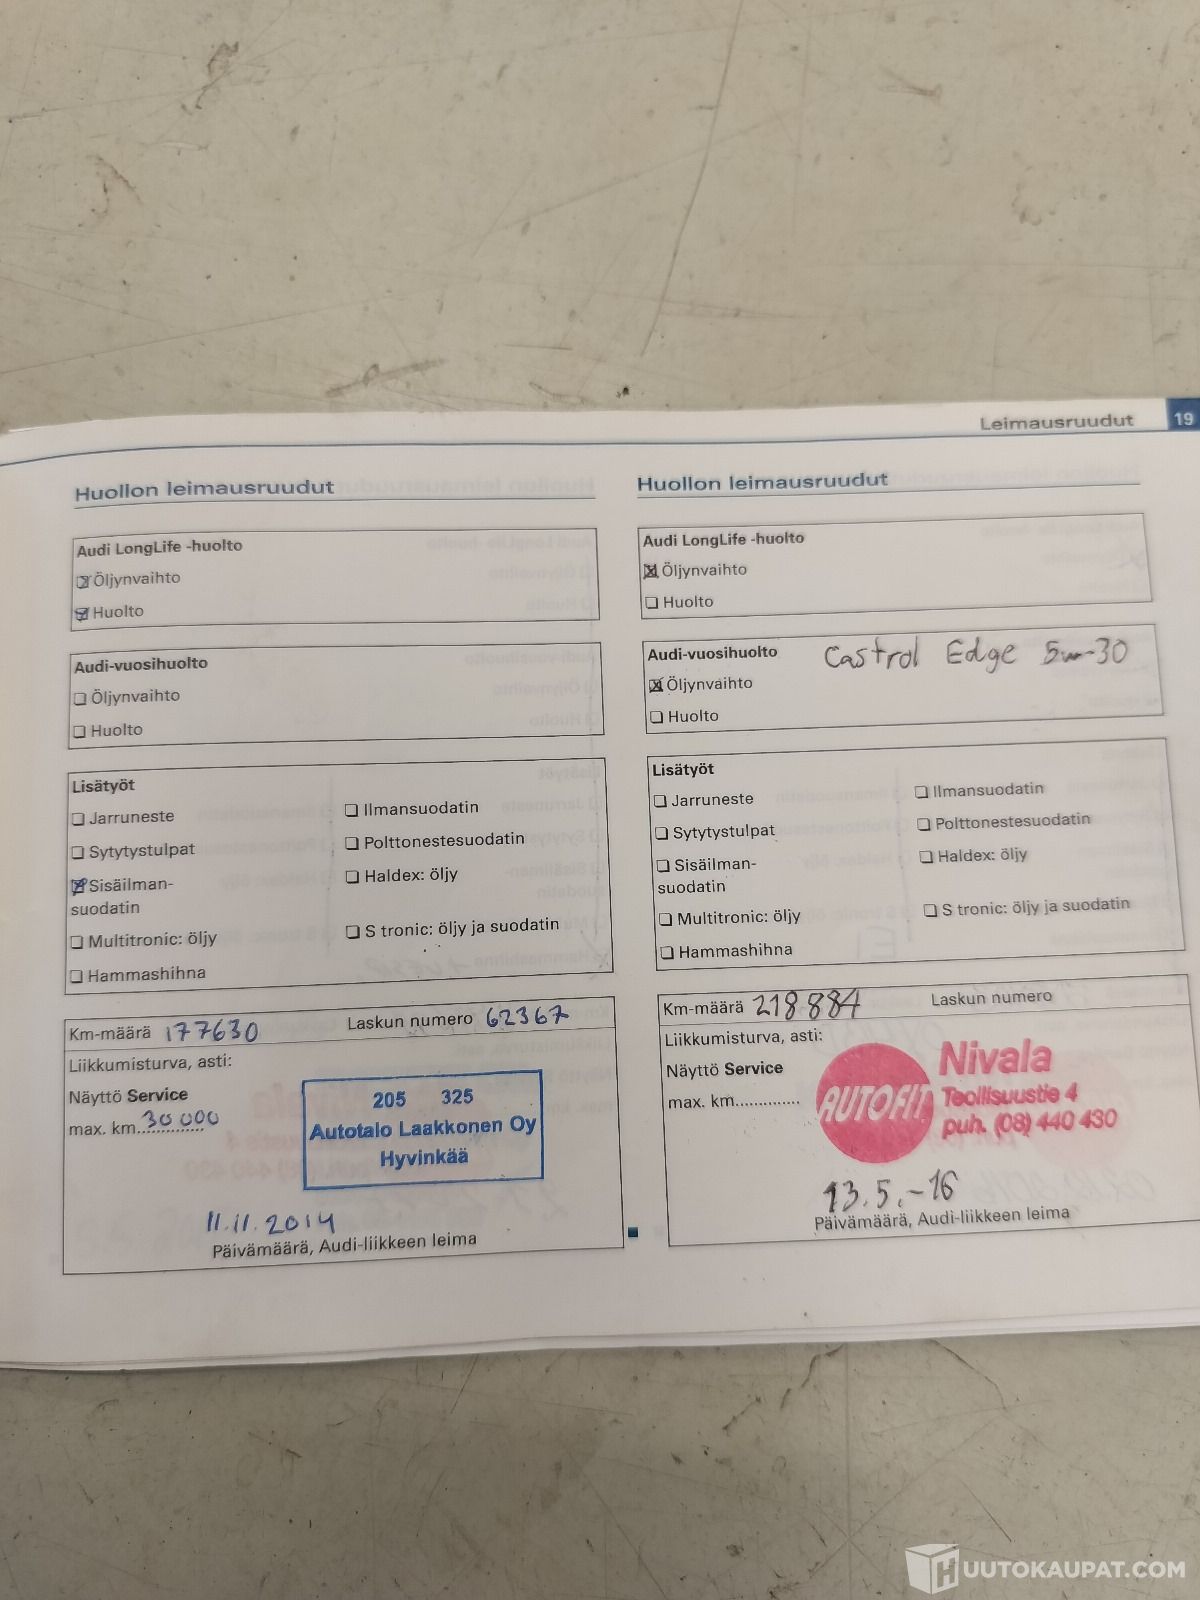 Leimausruudut 19
Huollon leimausruudut
Audi LongLife -huolto
☑ Öljynvaihto
☑ Huolto
Audi-vuosihuolto
❏ Öljynvaihto
❏ Huolto
Lisätyöt
❏ Jarruneste
❏ Sytytystulpat
☒ Sisäilman-
suodatin
❏ Multitronic: öljy
❏ Hammashihna
❏ Ilmansuodatin
❏ Polttonestesuodatin
❏ Haldex: öljy
❏ S tronic: öljy ja suodatin
Km-määrä 177630 Laskun numero 62367
Liikkumisturva, asti:
Näyttö Service
max. km. 30 000
205 325
Autotalo Laakkonen Oy
Hyvinkää
11.11.2014
Päivämäärä, Audi-liikkeen leima
Huollon leimausruudut
Audi LongLife -huolto
☒ Öljynvaihto
❏ Huolto
Audi-vuosihuolto Castrol Edge 5w-30
☒ Öljynvaihto
❏ Huolto
Lisätyöt
❏ Jarruneste
❏ Sytytystulpat
❏ Sisäilman-
suodatin
❏ Multitronic: öljy
❏ Hammashihna
❏ Ilmansuodatin
❏ Polttonestesuodatin
❏ Haldex: öljy
❏ S tronic: öljy ja suodatin
Km-määrä 218884 Laskun numero
Liikkumisturva, asti:
Näyttö Service
max. km..............
AUTOFIT
Nivala
Teollisuustie 4
puh. (08) 440 430
13.5.-16
Päivämäärä, Audi-liikkeen leima
HUUTOKAUPAT.COM